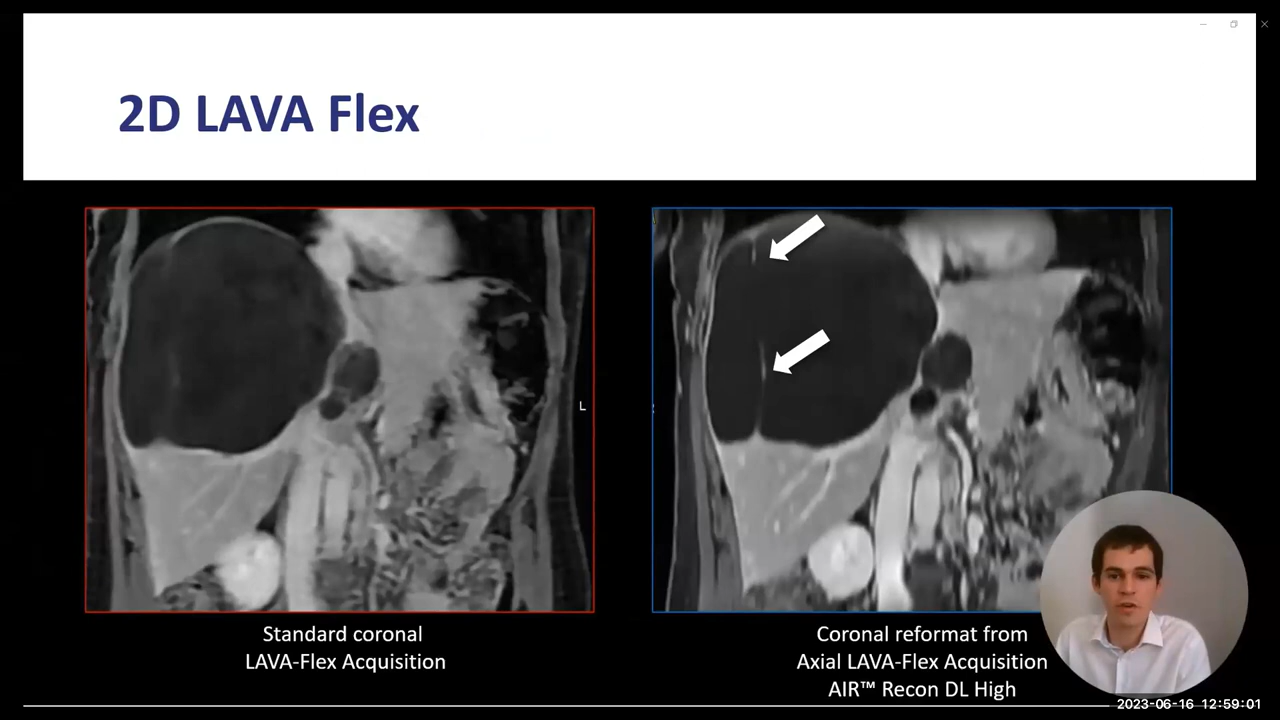 2D LAVA Flex
L
Standard coronal
LAVA-Flex Acquisition
Coronal reformat from
Axial LAVA-Flex Acquisition
AIR™ Recon DL High
2023-06-16 12:59:01